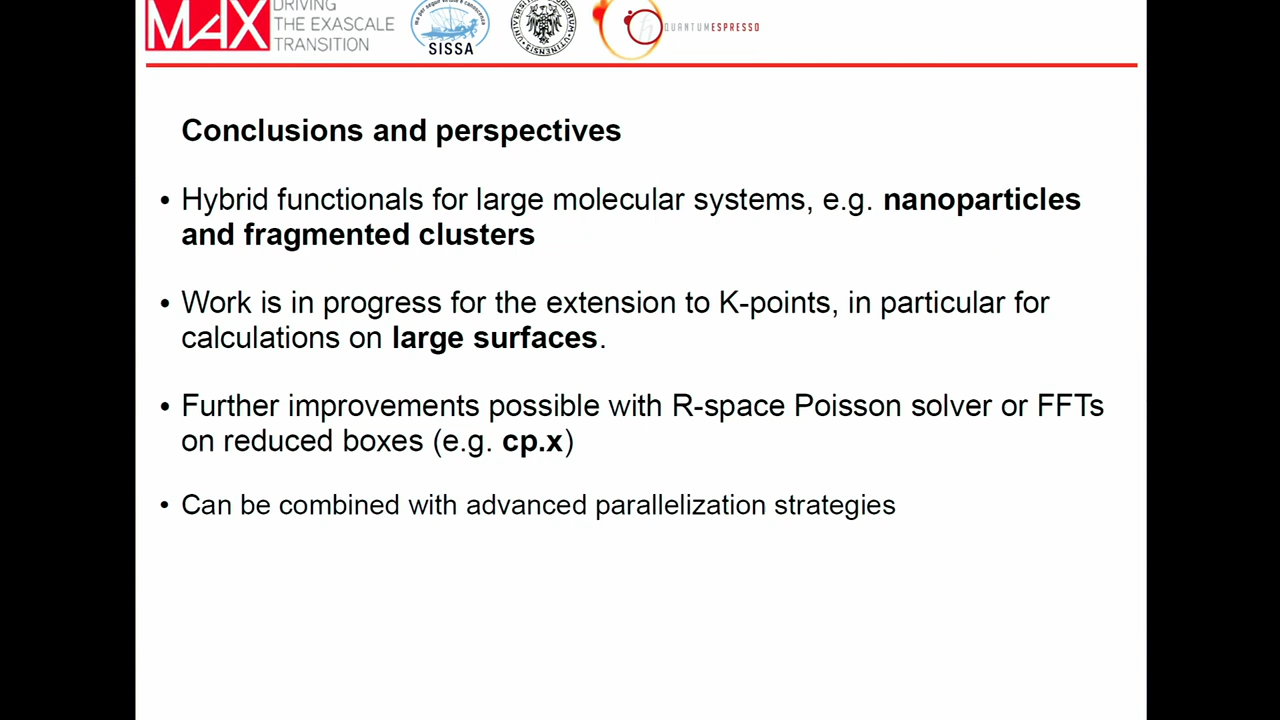 MAX
DRIVING
THE EXASCALE
TRANSITION
SISSA
QUANTUMESPRESSO
Conclusions and perspectives
• Hybrid functionals for large molecular systems, e.g. nanoparticles
and fragmented clusters
• Work is in progress for the extension to K-points, in particular for
calculations on large surfaces.
• Further improvements possible with R-space Poisson solver or FFTs
on reduced boxes (e.g. cp.x)
• Can be combined with advanced parallelization strategies